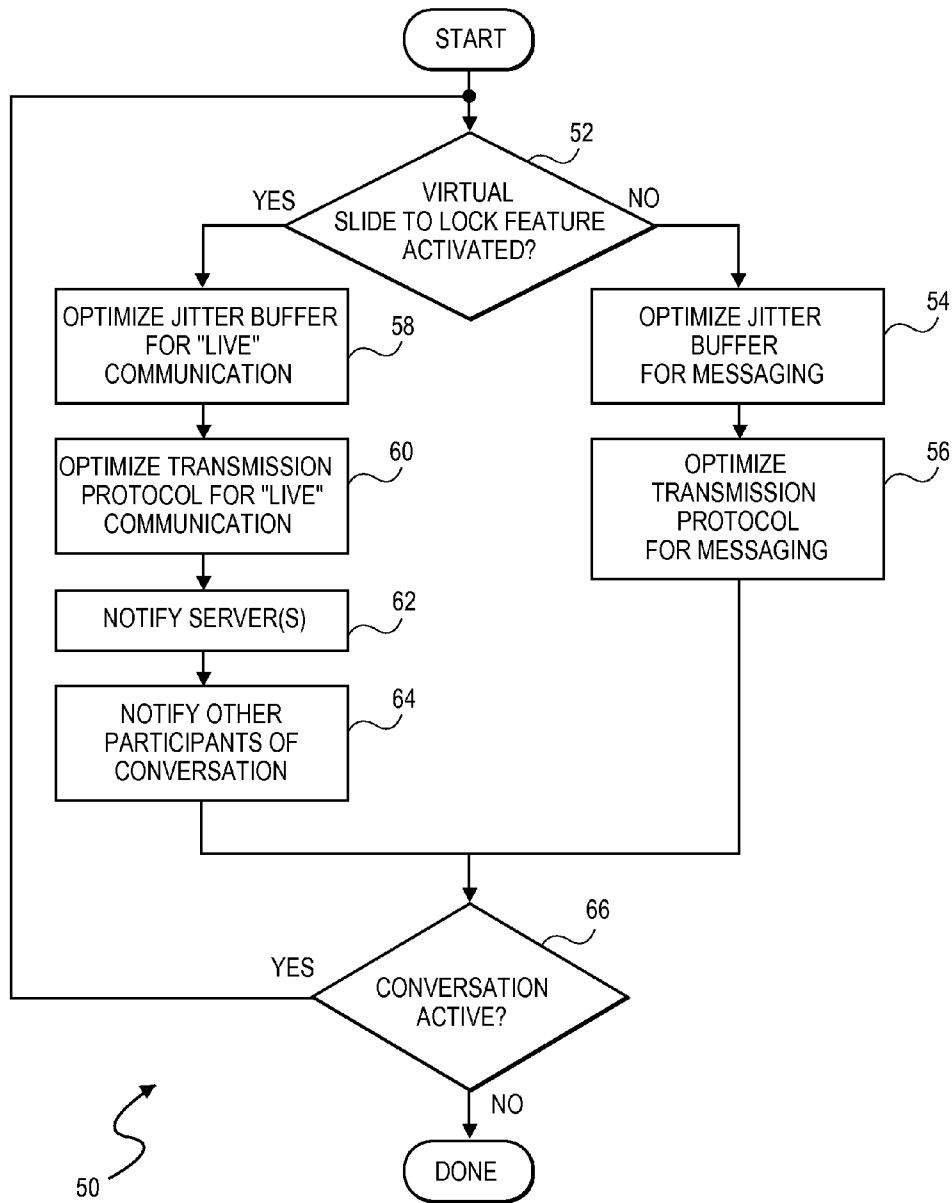 START
52
YES
VIRTUAL
SLIDE TO LOCK FEATURE
ACTIVATED?
NO
OPTIMIZE JITTER BUFFER
FOR "LIVE"
COMMUNICATION
58
OPTIMIZE JITTER
BUFFER
FOR MESSAGING
54
OPTIMIZE TRANSMISSION
PROTOCOL FOR "LIVE"
COMMUNICATION
60
OPTIMIZE
TRANSMISSION
PROTOCOL
FOR MESSAGING
56
NOTIFY SERVER(S)
62
NOTIFY OTHER
PARTICIPANTS OF
CONVERSATION
64
66
YES
CONVERSATION
ACTIVE?
NO
DONE
50